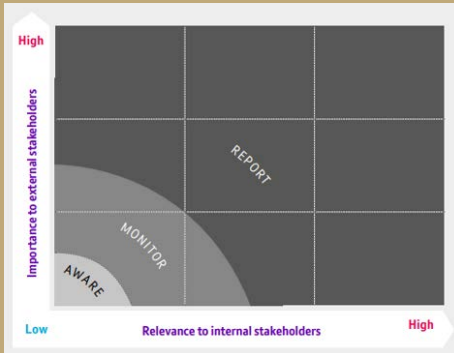 High
Importance to external stakeholders
REPORT
MONITOR
AWARE
Low
Relevance to internal stakeholders
High